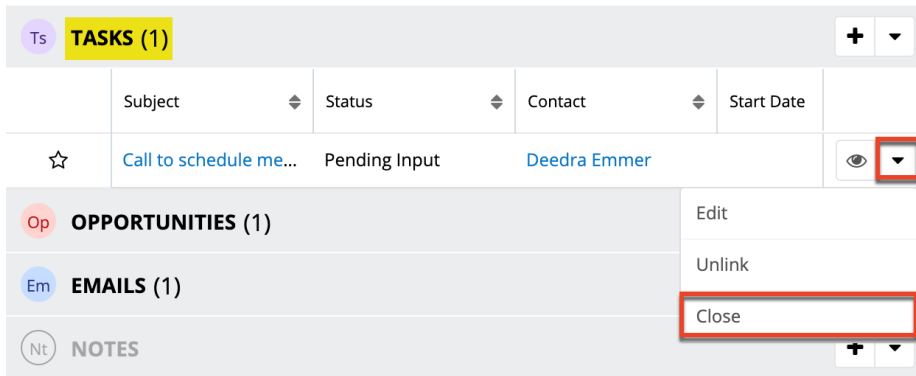 Ts TASKS (1)
Subject Status Contact Start Date
Call to schedule me... Pending Input Deedra Emmer
Edit
Op OPPORTUNITIES (1)
Unlink
Em EMAILS (1)
Close
Nt NOTES